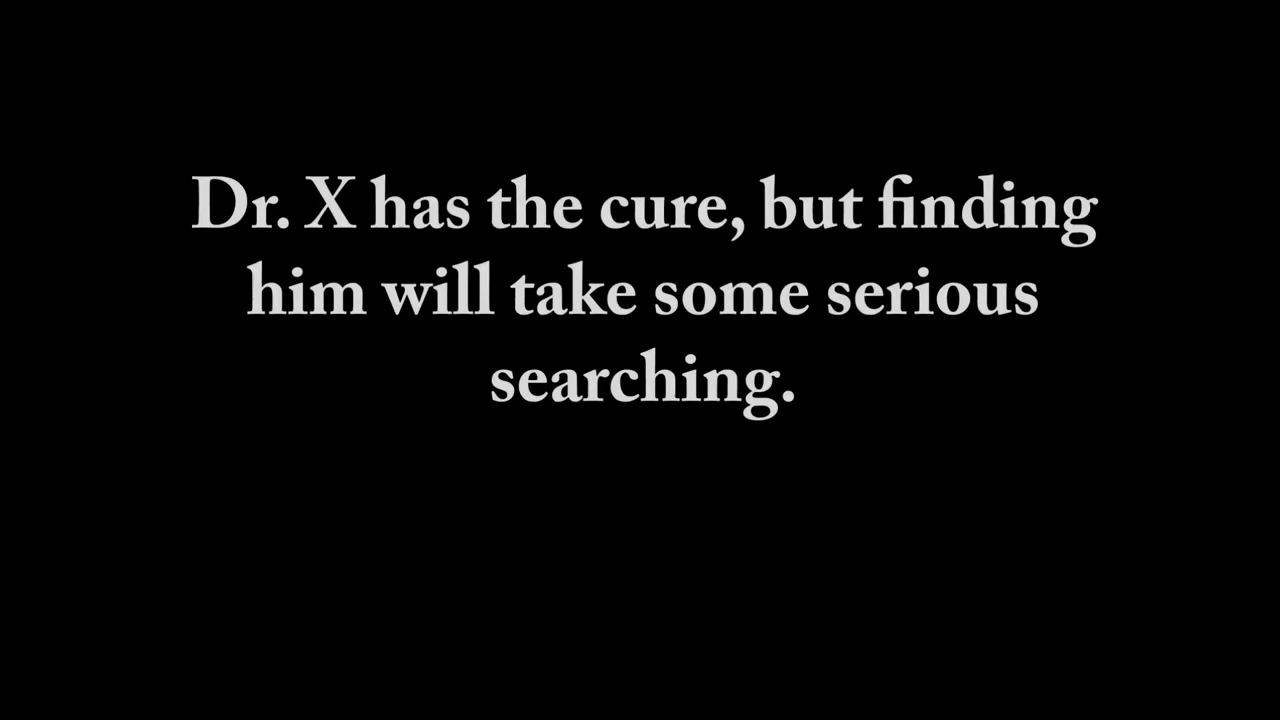 Dr. X has the cure, but finding
him will take some serious
searching.